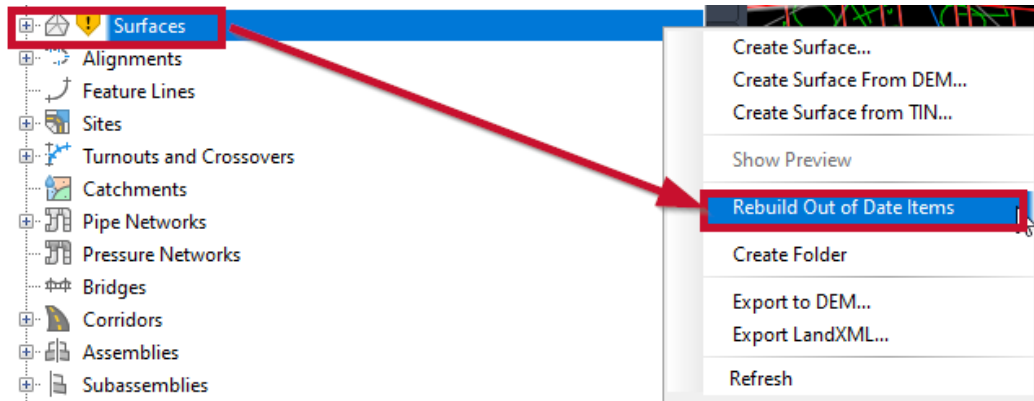 Surfaces
Alignments
Feature Lines
Sites
Turnouts and Crossovers
Catchments
Pipe Networks
Pressure Networks
Bridges
Corridors
Assemblies
Subassemblies
Create Surface...
Create Surface From DEM...
Create Surface from TIN...
Show Preview
Rebuild Out of Date Items
Create Folder
Export to DEM...
Export LandXML...
Refresh